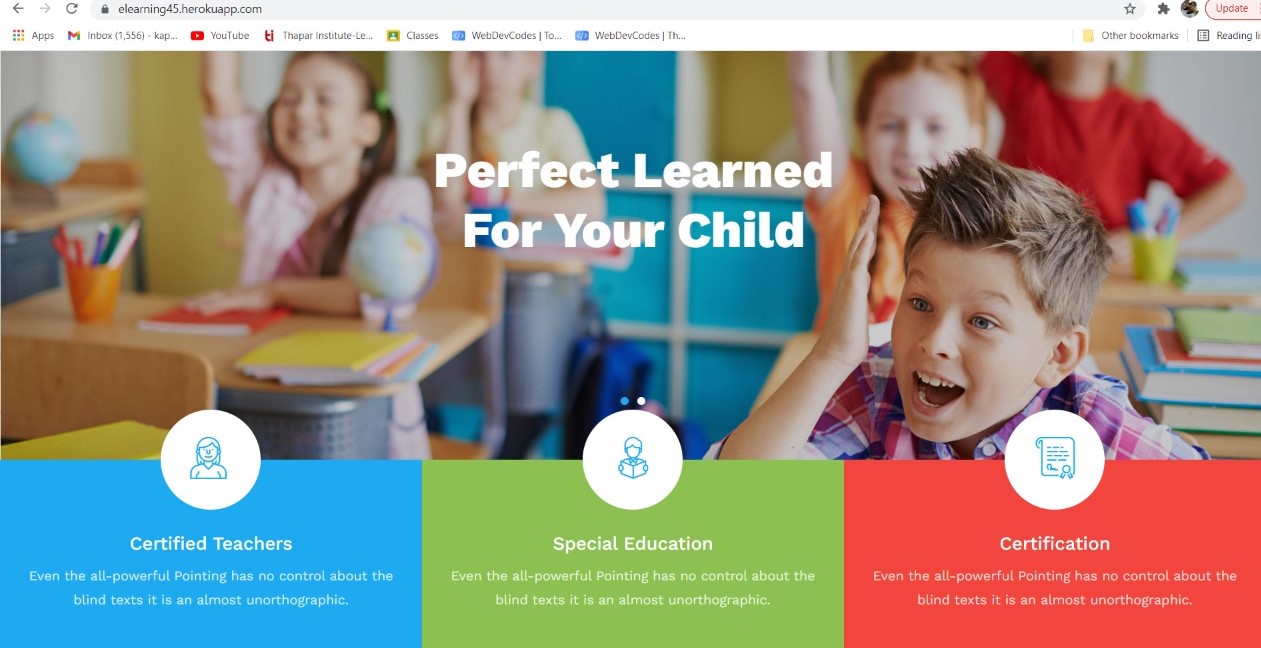 elearning45.herokuapp.com
Update
Apps
Inbox (1,556) - kap...
YouTube
Thapar Institute-Le...
Classes
WebDevCodes | To...
WebDevCodes | Th...
Other bookmarks
Reading li
Perfect Learned
For Your Child
Certified Teachers
Even the all-powerful Pointing has no control about the
blind texts it is an almost unorthographic.
Special Education
Even the all-powerful Pointing has no control about the
blind texts it is an almost unorthographic.
Certification
Even the all-powerful Pointing has no control about the
blind texts it is an almost unorthographic.